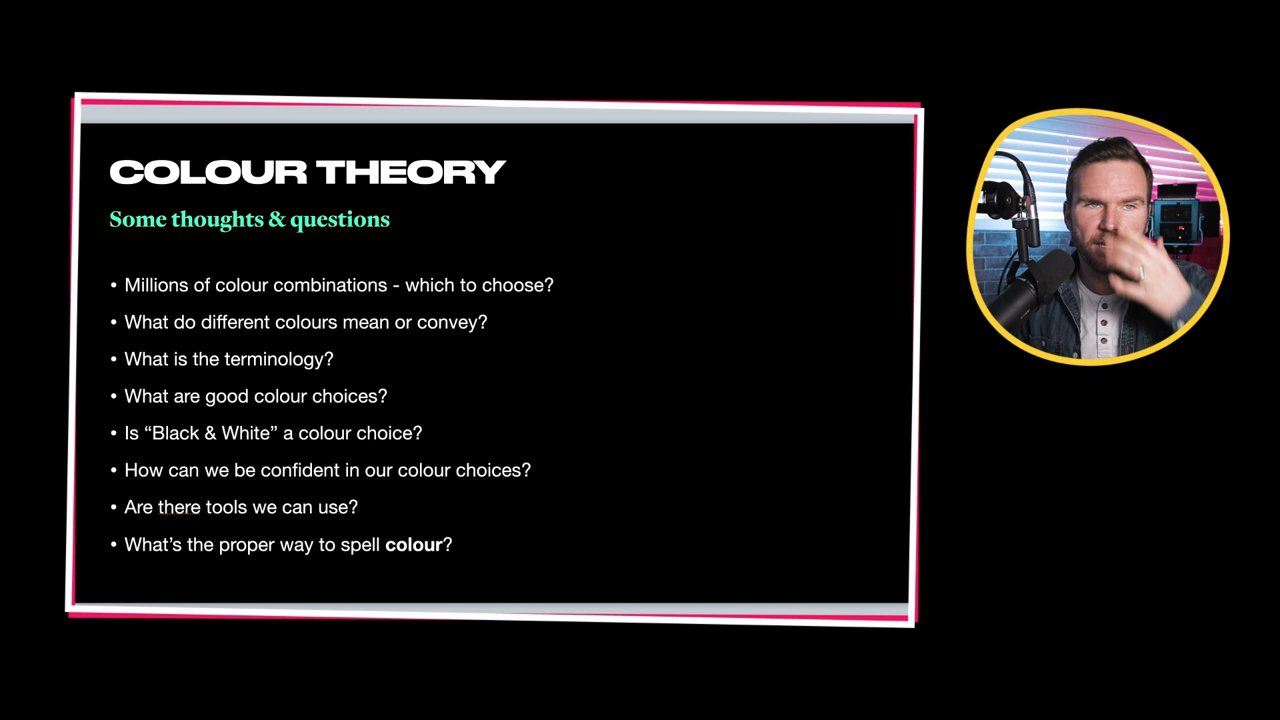 COLOUR THEORY
Some thoughts & questions
• Millions of colour combinations - which to choose?
• What do different colours mean or convey?
• What is the terminology?
• What are good colour choices?
• Is “Black & White” a colour choice?
• How can we be confident in our colour choices?
• Are there tools we can use?
• What’s the proper way to spell colour?